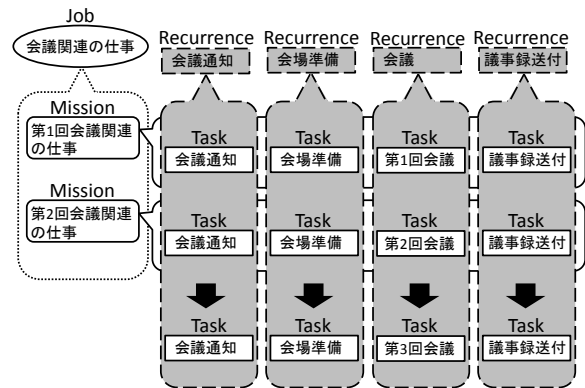 Job
会議関連の仕事
Recurrence
会議通知
Recurrence
会場準備
Recurrence
会議
Recurrence
議事録送付
Mission
第1回会議関連
の仕事
Task
会議通知
Task
会場準備
Task
第1回会議
Task
議事録送付
Mission
第2回会議関連
の仕事
Task
会議通知
Task
会場準備
Task
第2回会議
Task
議事録送付
Task
会議通知
Task
会場準備
Task
第3回会議
Task
議事録送付